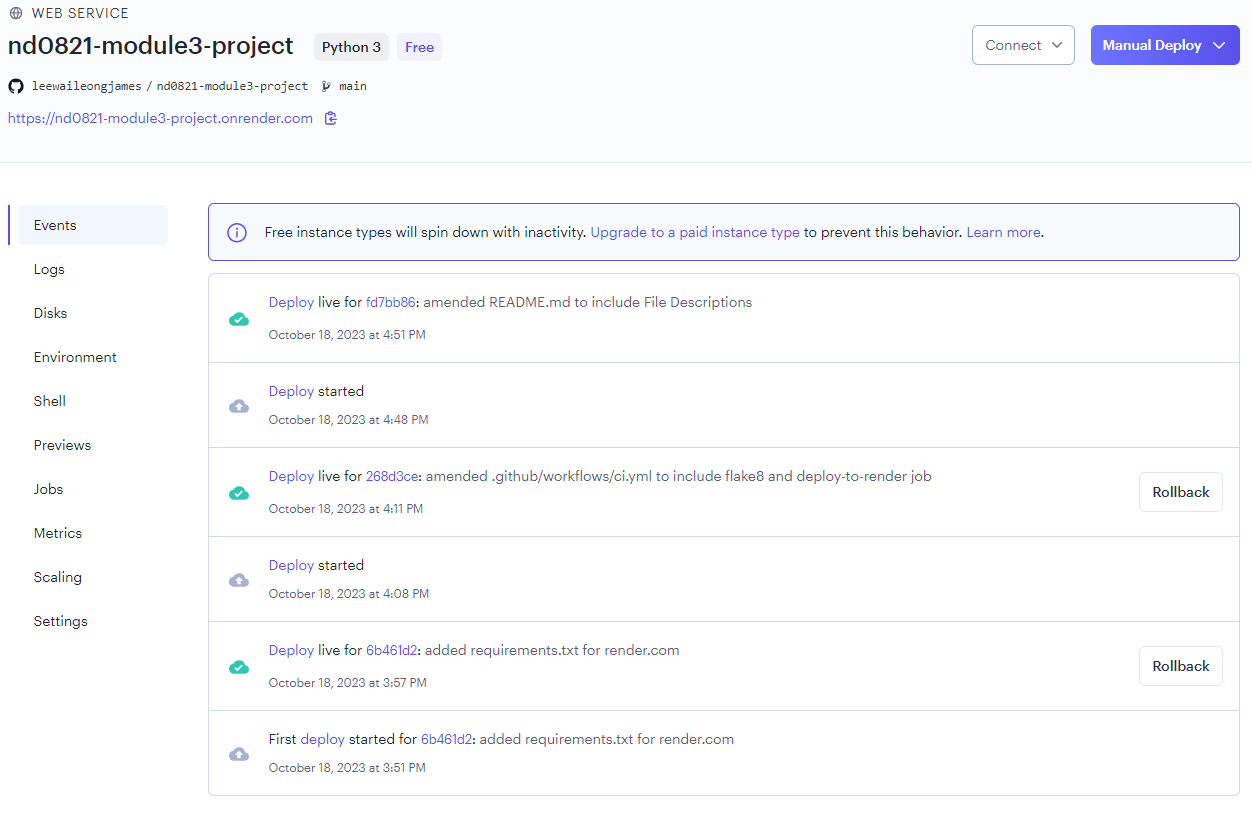 WEB SERVICE
nd0821-module3-project Python 3 Free Connect Manual Deploy
leewaileongjames / nd0821-module3-project main
https://nd0821-module3-project.onrender.com
Events
Logs
Disks
Environment
Shell
Previews
Jobs
Metrics
Scaling
Settings
Free instance types will spin down with inactivity. Upgrade to a paid instance type to prevent this behavior. Learn more.
Deploy live for fd7bb86: amended README.md to include File Descriptions
October 18, 2023 at 4:51 PM
Deploy started
October 18, 2023 at 4:48 PM
Deploy live for 268d3ce: amended .github/workflows/ci.yml to include flake8 and deploy-to-render job
October 18, 2023 at 4:11 PM
Rollback
Deploy started
October 18, 2023 at 4:08 PM
Deploy live for 6b461d2: added requirements.txt for render.com
October 18, 2023 at 3:57 PM
Rollback
First deploy started for 6b461d2: added requirements.txt for render.com
October 18, 2023 at 3:51 PM